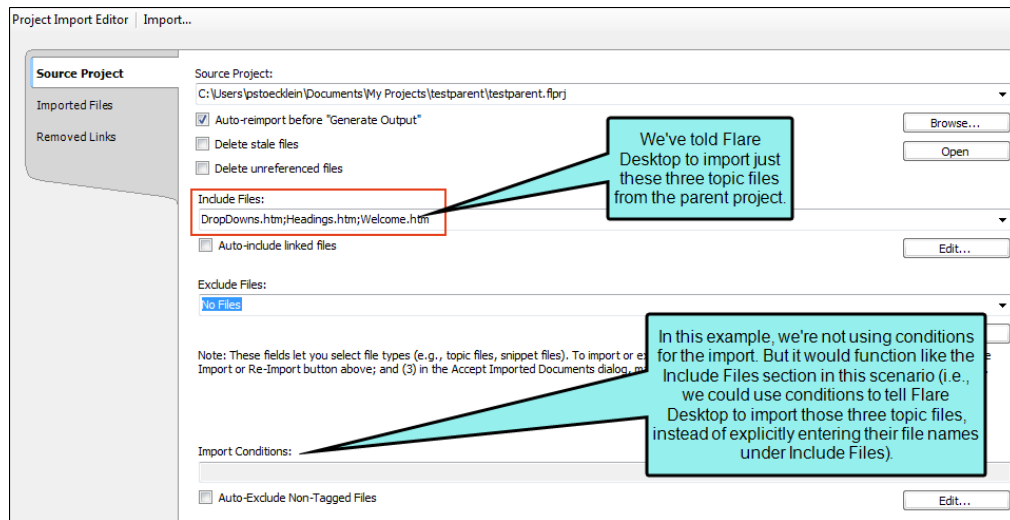 Project Import Editor Import...
Source Project
Imported Files
Removed Links
Source Project:
C:\Users\pstoecklein\Documents\My Projects\testparent\testparent.flprj
Auto-reimport before "Generate Output"
Delete stale files
Delete unreferenced files
Browse...
Open
We've told Flare
Desktop to import just
these three topic files
from the parent project.
Include Files:
DropDowns.htm;Headings.htm;Welcome.htm
Auto-include linked files
Edit...
Exclude Files:
No Files
Note: These fields let you select file types (e.g., topic files, snippet files). To import or
Import or Re-Import button above; and (3) in the Accept Imported Documents dialog,
In this example, we're not using conditions
for the import. But it would function like the
Include Files section in this scenario (i.e.,
we could use conditions to tell Flare
Desktop to import those three topic files,
instead of explicitly entering their file names
under Include Files).
Import Conditions:
Auto-Exclude Non-Tagged Files
Edit...